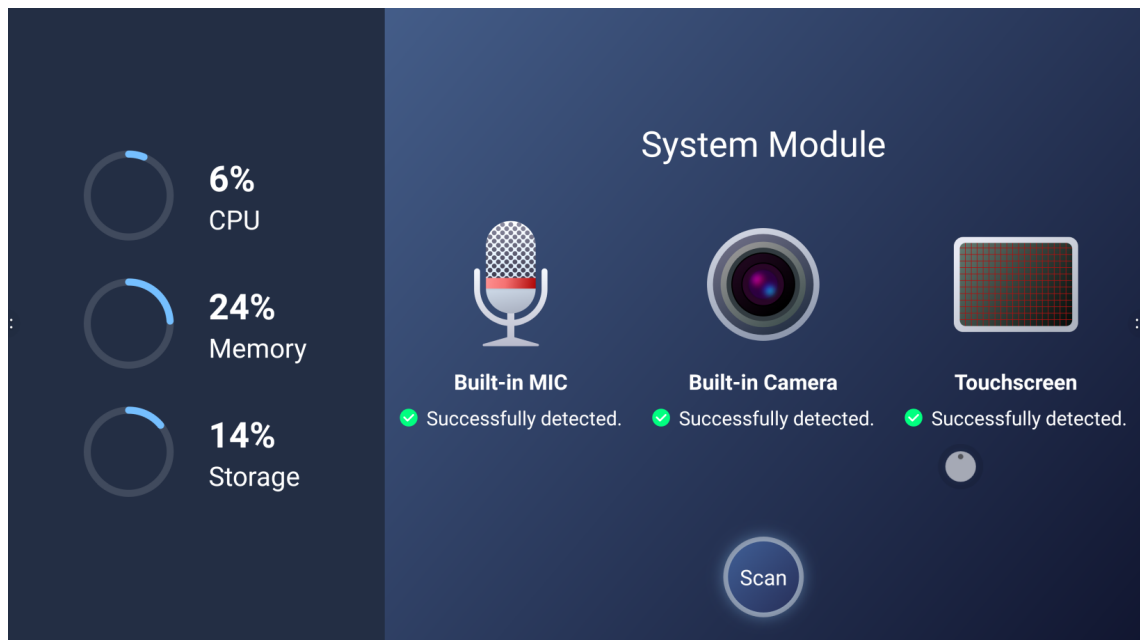 6%
CPU
24%
Memory
14%
Storage
System Module
Built-in MIC
Successfully detected.
Built-in Camera
Successfully detected.
Touchscreen
Successfully detected.
Scan